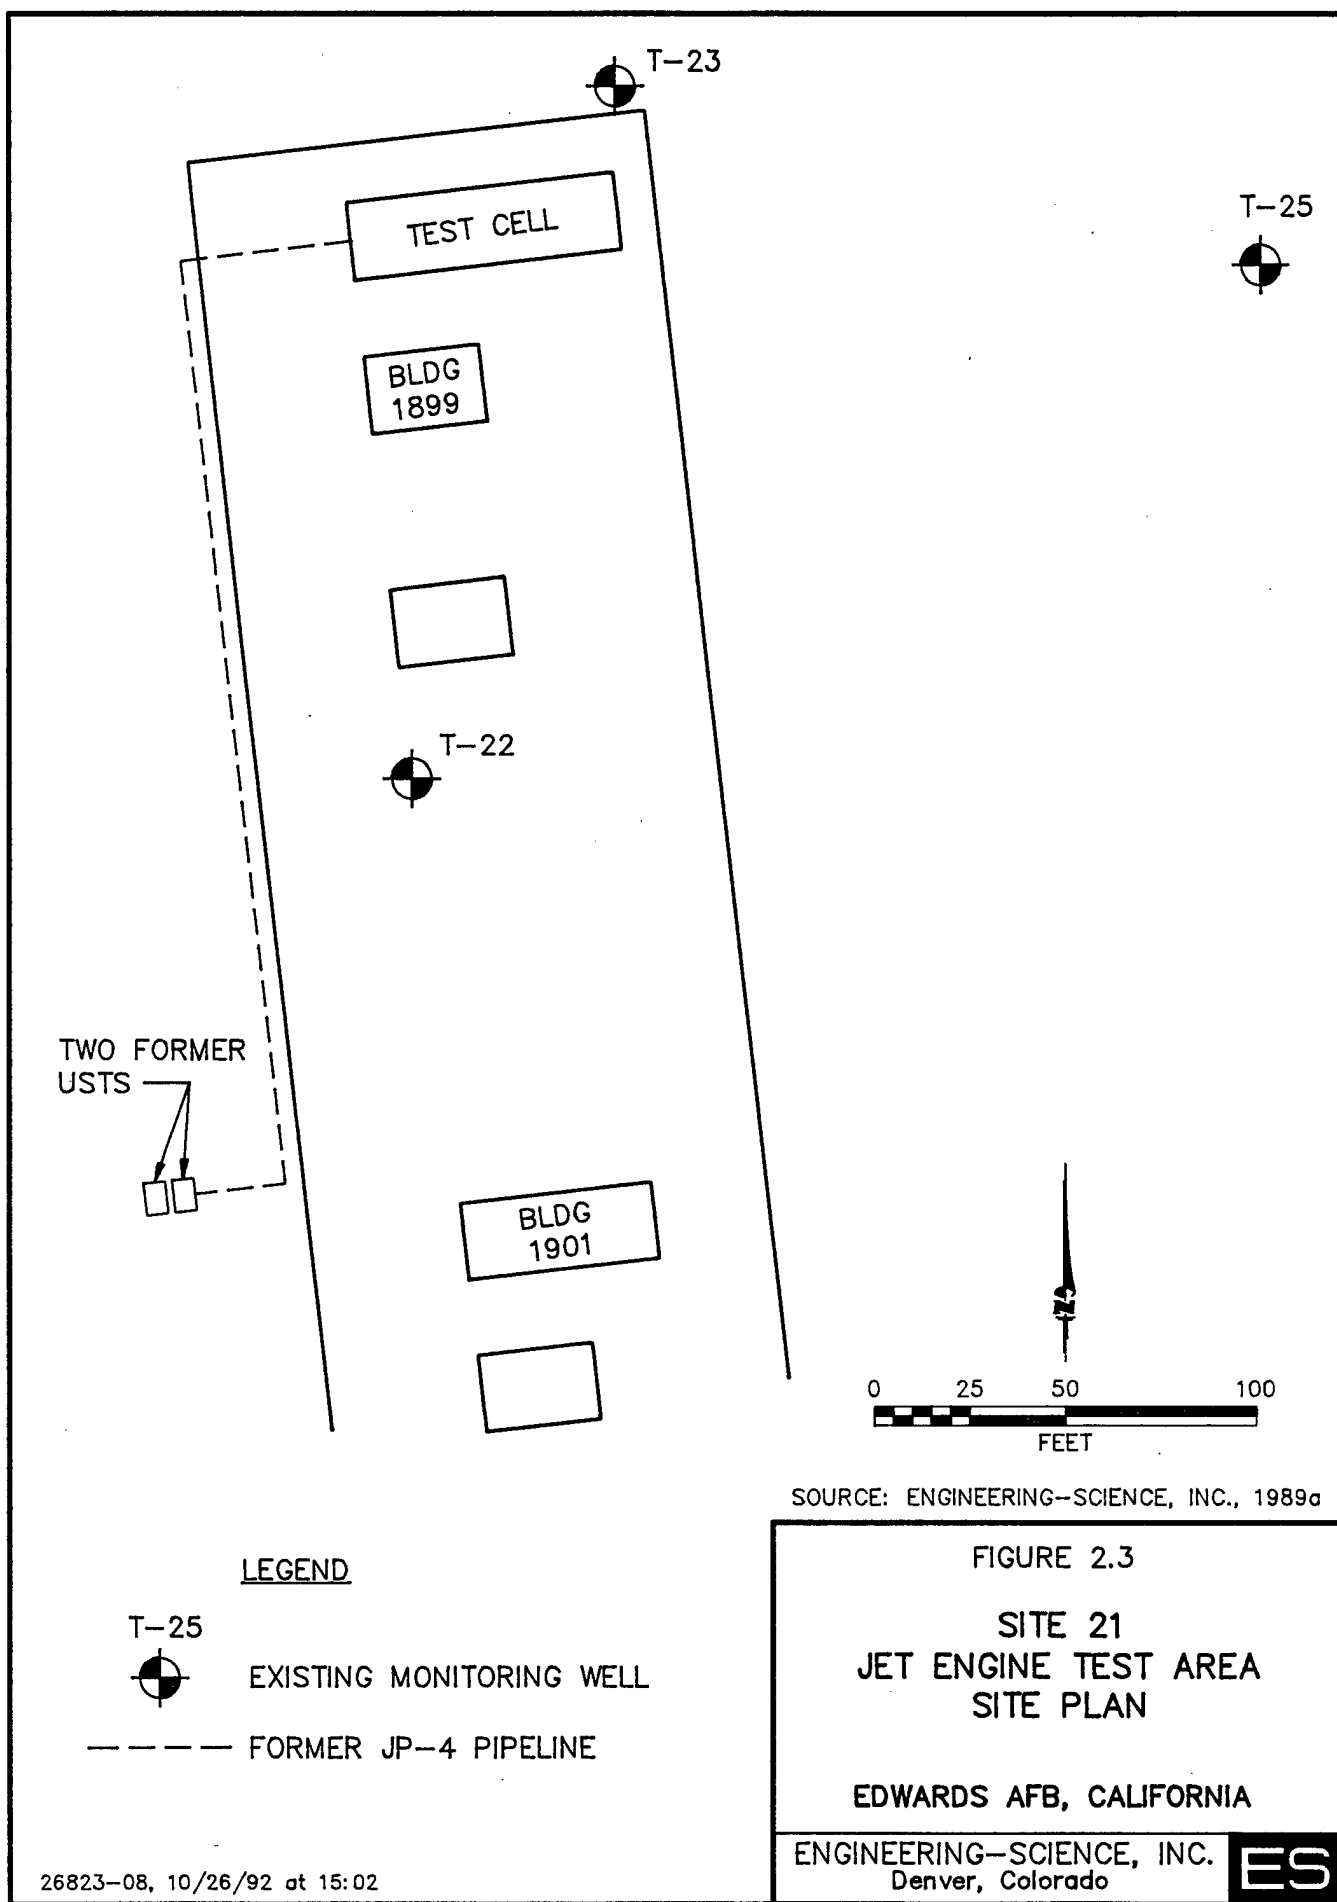 T-23
T-25
TEST CELL
BLDG
1899
T-22
TWO FORMER
USTS
BLDG
1901
N
0 25 50 100
FEET
SOURCE: ENGINEERING-SCIENCE, INC., 1989a
LEGEND
T-25
EXISTING MONITORING WELL
FORMER JP-4 PIPELINE
FIGURE 2.3
SITE 21
JET ENGINE TEST AREA
SITE PLAN
EDWARDS AFB, CALIFORNIA
ENGINEERING-SCIENCE, INC.
Denver, Colorado
ES
26823-08, 10/26/92 at 15:02